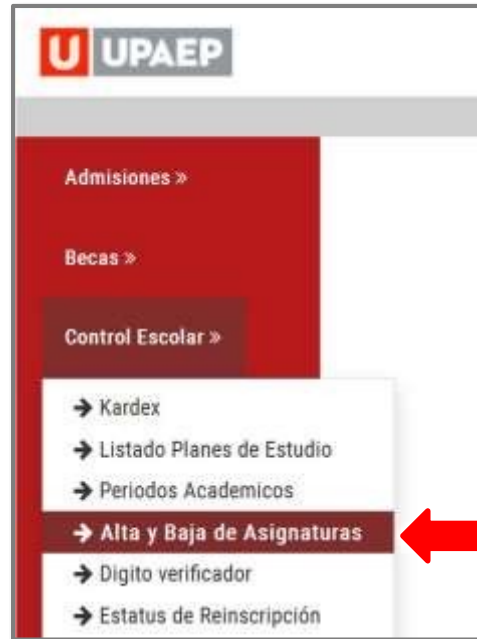 U UPAEP
Admisiones »
Becas »
Control Escolar »
→ Kardex
→ Listado Planes de Estudio
→ Periodos Academicos
→ Alta y Baja de Asignaturas
→ Digito verificador
→ Estatus de Reinscripción